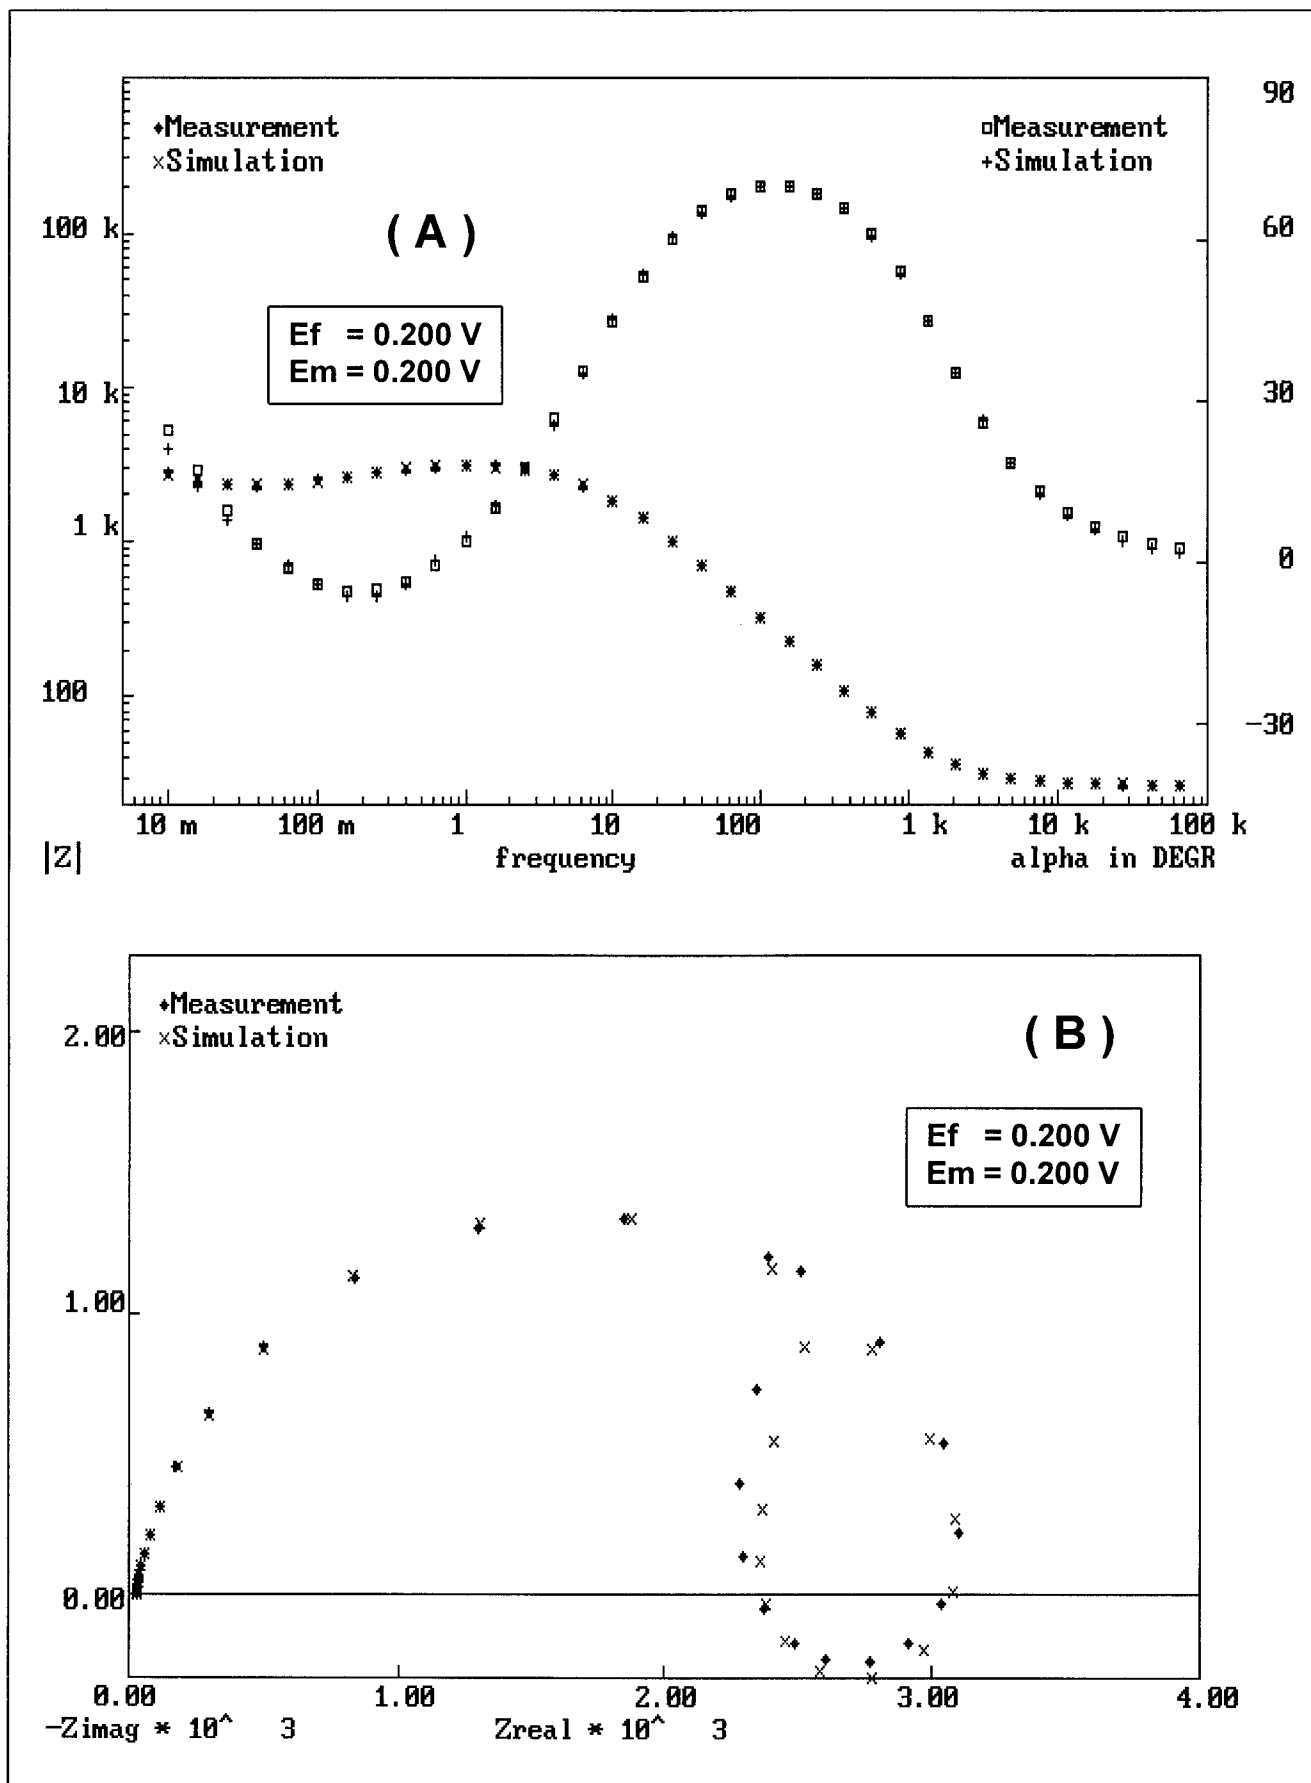 90
♦Measurement
□Measurement
×Simulation
+Simulation
100 k
( A )
60
Ef = 0.200 V
Em = 0.200 V
10 k
30
1 k
0
100
-30
10 m
100 m
1
10
100
1 k
10 k
100 k
|Z|
frequency
alpha in DEGR
♦Measurement
2.00
×Simulation
( B )
Ef = 0.200 V
Em = 0.200 V
1.00
0.00
0.00
1.00
2.00
3.00
4.00
-Zimag * 10^ 3
Zreal * 10^ 3